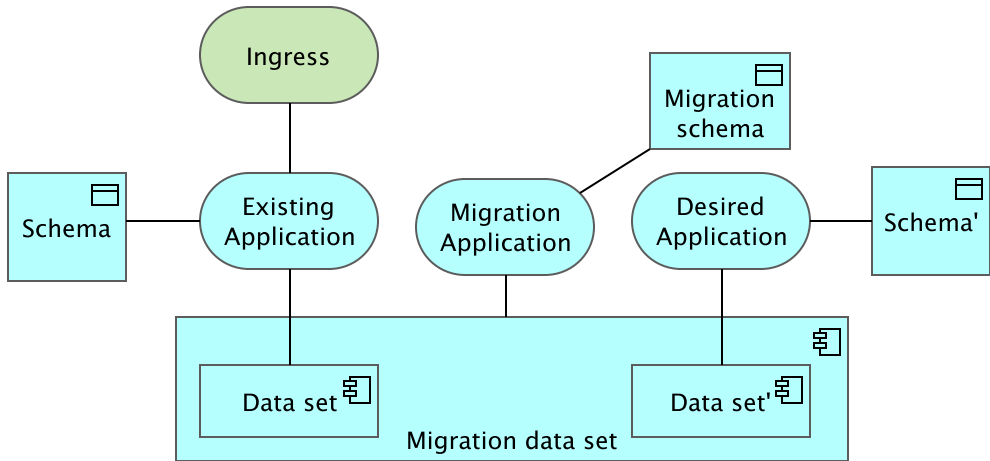 Ingress
Migration
schema
Schema
Existing
Application
Migration
Application
Desired
Application
Schema'
Data set
Data set'
Migration data set